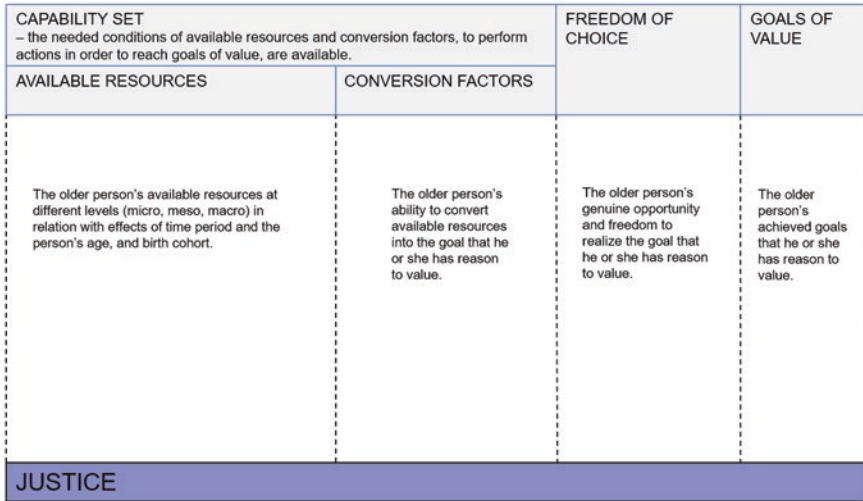 CAPABILITY SET
– the needed conditions of available resources and conversion factors, to perform
actions in order to reach goals of value, are available.
FREEDOM OF
CHOICE
GOALS OF
VALUE
AVAILABLE RESOURCES
CONVERSION FACTORS
The older person's available resources at
different levels (micro, meso, macro) in
relation with effects of time period and the
person's age, and birth cohort.
The older person's
ability to convert
available resources
into the goal that he
or she has reason
to value.
The older person's
genuine opportunity
and freedom to
realize the goal that
he or she has reason
to value.
The older
person's
achieved goals
that he or she
has reason to
value.
JUSTICE